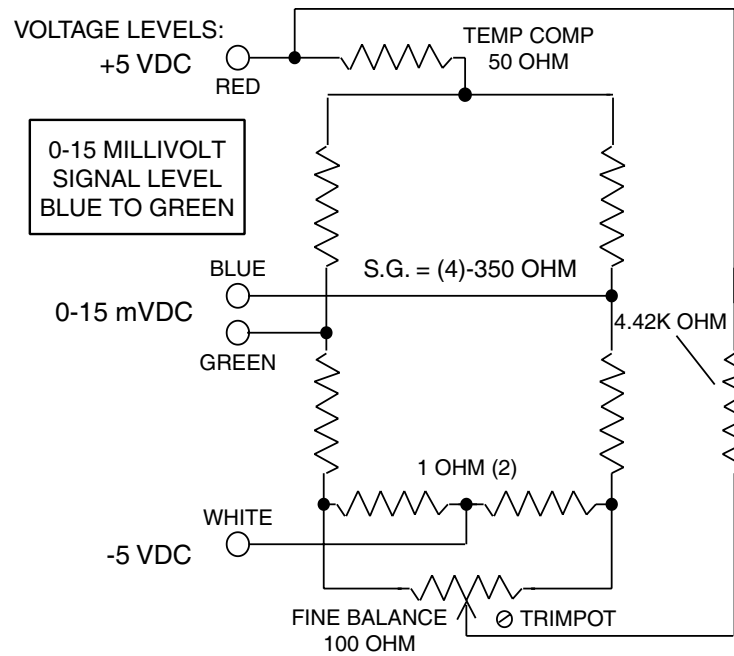 VOLTAGE LEVELS:
+5 VDC
RED
TEMP COMP
50 OHM
0-15 MILLIVOLT
SIGNAL LEVEL
BLUE TO GREEN
BLUE
S.G. = (4)-350 OHM
0-15 mVDC
GREEN
4.42K OHM
1 OHM (2)
WHITE
-5 VDC
FINE BALANCE
100 OHM
TRIMPOT